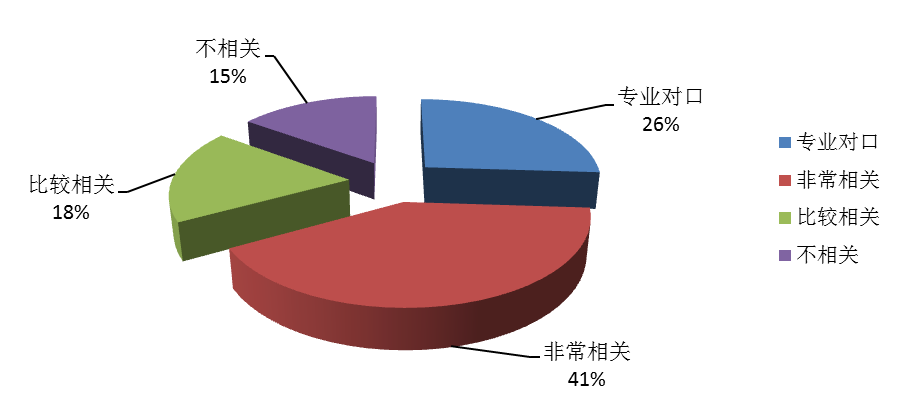 不相关
15%
专业对口
26%
比较相关
18%
非常相关
41%
专业对口
非常相关
比较相关
不相关